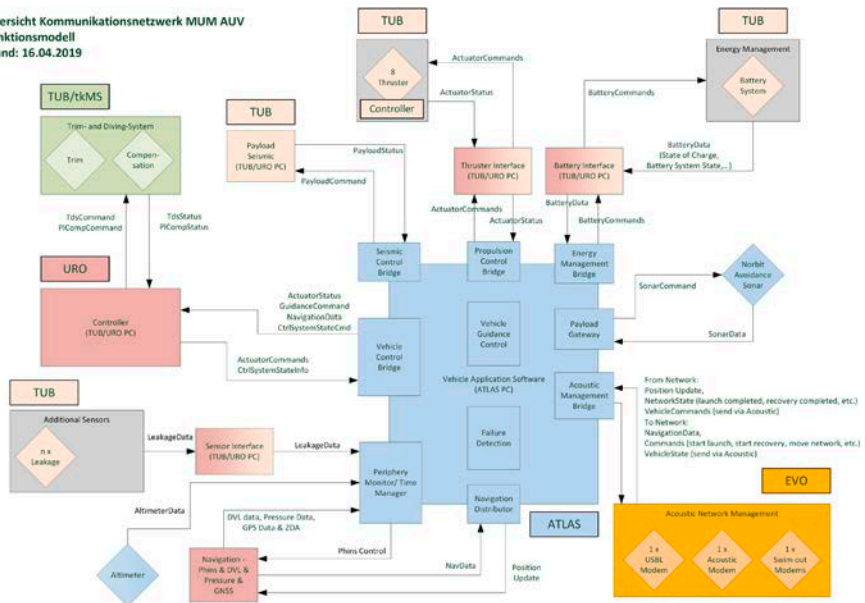 ersicht Kommunikationsnetzwerk MUM AUV
nktionsmodell
nd: 16.04.2019
TUB
8
Thruster
Controller
ActuatorCommands
ActuatorStatus
TUB
Energy Management
Battery
System
BatteryCommands
BatteryData
(State of Charge,
Battery System State,...)
TUB/tkMS
Trim- and Diving-System
Trim
Compen-
sation
TUB
Payload
Seismic
(TUB/URO PC)
PayloadStatus
PayloadCommand
Thruster Interface
(TUB/URO PC)
Battery Interface
(TUB/URO PC)
ActuatorCommands
ActuatorStatus
BatteryData
BatteryCommands
TdsCommand
PlCompCommand
TdsStatus
PlCompStatus
Seismic
Control
Bridge
Propulsion
Control
Bridge
Energy
Management
Bridge
Norbit
Avoidance
Sonar
SonarCommand
SonarData
URO
Controller
(TUB/URO PC)
ActuatorStatus
GuidanceCommand
NavigationData
CtrlSystemStateCmd
ActuatorCommands
CtrlSystemStateInfo
Vehicle
Control
Bridge
Vehicle
Guidance
Control
Payload
Gateway
Vehicle Application Software
(ATLAS PC)
Acoustic
Management
Bridge
From Network:
Position Update,
NetworkState (launch completed, recovery completed, etc.)
VehicleCommands (send via Acoustic)
To Network:
NavigationData,
Commands (start launch, start recovery, move network, etc.)
VehicleState (send via Acoustic)
TUB
Additional Sensors
n x
Leakage
LeakageData
Sensor Interface
(TUB/URO PC)
LeakageData
Failure
Detection
Periphery
Monitor/ Time
Manager
Navigation
Distributor
ATLAS
EVO
AltimeterData
Altimeter
DVL data, Pressure Data,
GPS Data & ZDA
Phins Control
Navigation -
Phins & DVL &
Pressure &
GNSS
NavData
Position
Update
Acoustic Network Management
1 x
USBL
Modem
1 x
Acoustic
Modem
1 x
Swim out
Modems